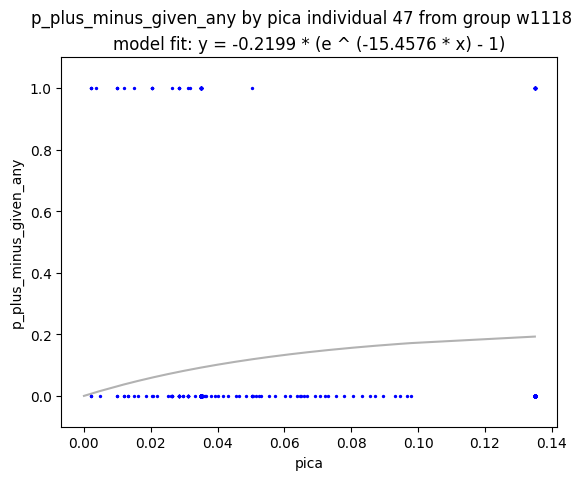 p_plus_minus_given_any by pica individual 47 from group w1118
model fit: y = -0.2199 * (e ^ (-15.4576 * x) - 1)
1.0
0.8
0.6
0.4
0.2
0.0
p_plus_minus_given_any
0.00 0.02 0.04 0.06 0.08 0.10 0.12 0.14
pica